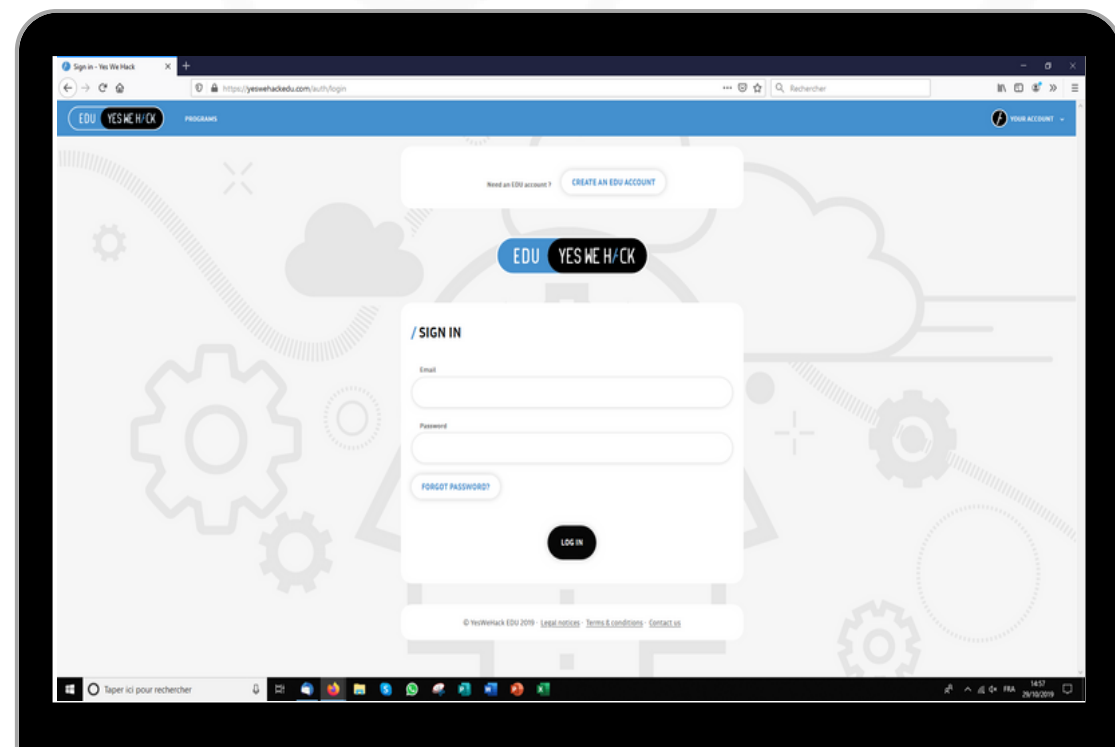 Sign in - Yes We Hack
https://yeswehackedu.com/auth/login
Rechercher
EDU YES WE H/CK
PROGRAMS
YOUR ACCOUNT
Need an EDU account ?
CREATE AN EDU ACCOUNT
EDU YES WE H/CK
/ SIGN IN
Email
Password
FORGOT PASSWORD?
LOG IN
© YesWeHack EDU 2019 · Legal notices · Terms & conditions · Contact us
Taper ici pour rechercher
FRA
14:57
29/10/2019